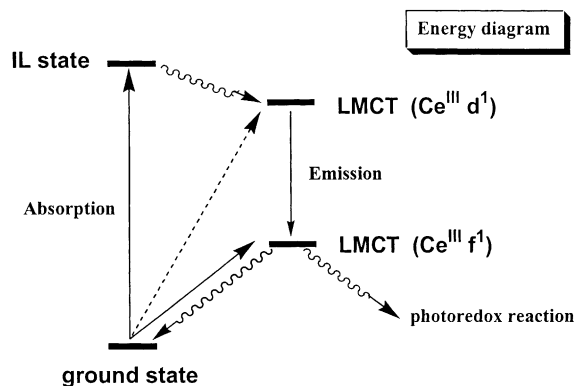 Energy diagram
IL state
LMCT (Ce^III d^1)
Absorption
Emission
LMCT (Ce^III f^1)
photoredox reaction
ground state